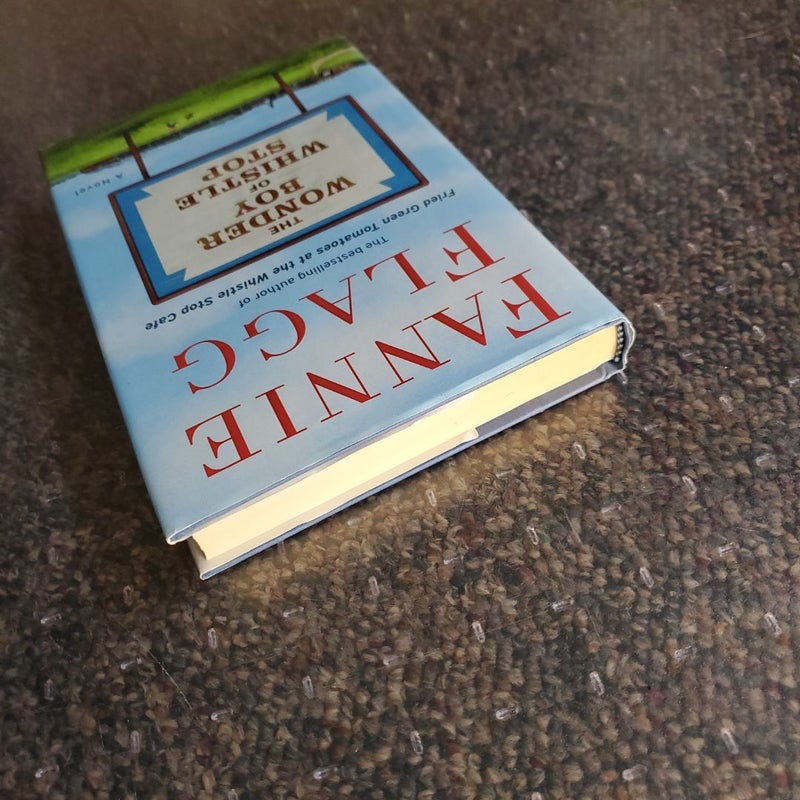 FANNIE
FLAGG
The bestselling author of
Fried Green Tomatoes at the Whistle Stop Cafe
THE
WONDER
BOY
OF
WHISTLE
STOP
A Novel